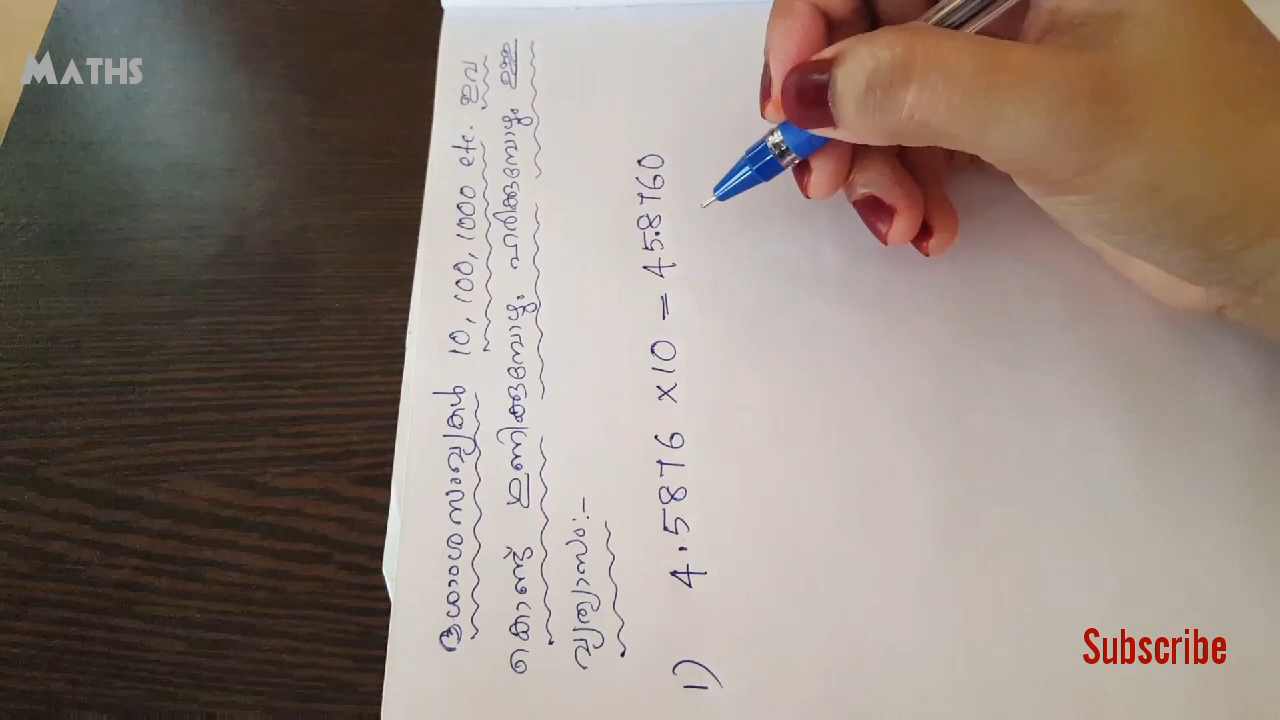 MATHS
ദശാംശസംഖ്യകൾ 10, 100, 1000 etc. ഇവ
കൊണ്ട് ഗുണിക്കുമ്പോഴും ഹരിക്കുമ്പോഴും ഉള്ള
വ്യത്യാസം:-
1) 4.5876 ×10 = 45.8760
Subscribe